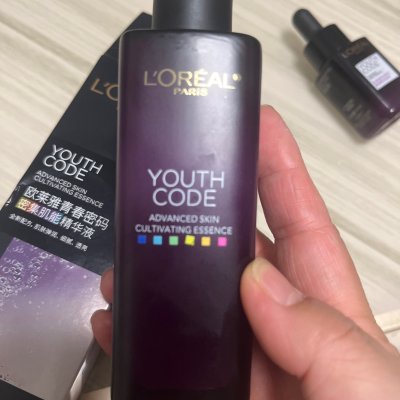 L'ORÉAL
PARIS
YOUTH
CODE
ADVANCED SKIN
CULTIVATING ESSENCE
YOUTH
CODE
ADVANCED SKIN
CULTIVATING ESSENCE
欧莱雅青春密码
密集肌能精华液
L'ORÉAL